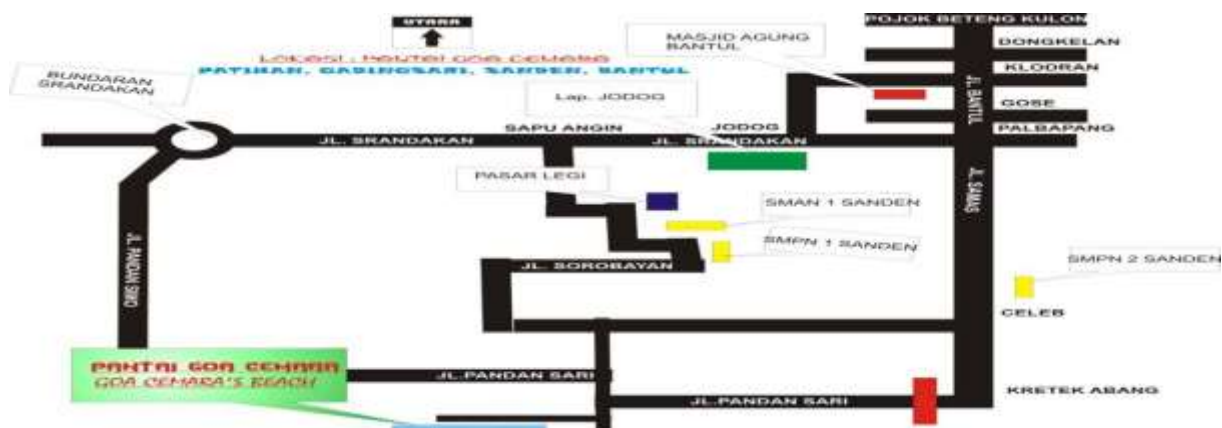 UTARA
POJOK BETENG KULON
MASJID AGUNG
BANTUL
LOKASI : PANTAI GOA CEMARA
PATIHAN, GADINGSARI, SANDEN, BANTUL
DONGKELAN
BUNDARAN
SRANDAKAN
KLODRAN
Lap. JODOG
JL. BANTUL
GOSE
SAPU ANGIN
JODOG
PALBAPANG
JL. SRANDAKAN
JL. SRANDAKAN
PASAR LEGI
JL SAMAS
SMAN 1 SANDEN
SMPN 1 SANDEN
SMPN 2 SANDEN
JL. PANDAN SIMO
JL. SOROBAYAN
CELEB
PANTAI GOA CEMARA
GOA CEMARA'S BEACH
JL.PANDAN SARI
KRETEK ABANG
JL.PANDAN SARI